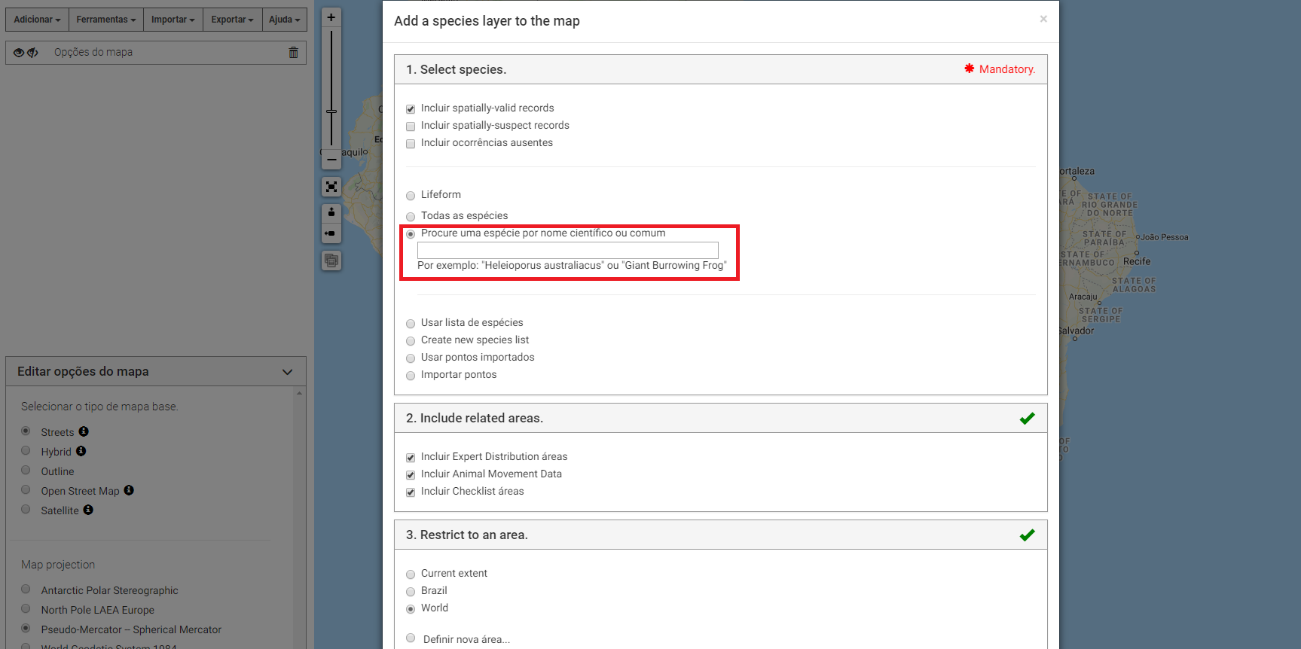 Adicionar Ferramentas Importar Exportar Ajuda
Opções do mapa
Editar opções do mapa
Selecionar o tipo de mapa base.
Streets
Hybrid
Outline
Open Street Map
Satellite
Map projection
Antarctic Polar Stereographic
North Pole LAEA Europe
Pseudo-Mercator – Spherical Mercator
World Geodetic System 1984
Add a species layer to the map
×
1. Select species.
* Mandatory.
Incluir spatially-valid records
Incluir spatially-suspect records
Incluir ocorrências ausentes
Lifeform
Todas as espécies
Procure uma espécie por nome científico ou comum
Por exemplo: "Heleioporus australiacus" ou "Giant Burrowing Frog"
Usar lista de espécies
Create new species list
Usar pontos importados
Importar pontos
2. Include related areas.
Incluir Expert Distribution áreas
Incluir Animal Movement Data
Incluir Checklist áreas
3. Restrict to an area.
Current extent
Brazil
World
Definir nova área...
+
−
aquilo
ortaleza
STATE OF
RIO GRANDE
DO NORTE
STATE OF
PARAÍBA
João Pessoa
STATE OF
ERNAMBUCO
Recife
STATE OF
ALAGOAS
Aracaju
STATE OF
SERGIPE
alvador